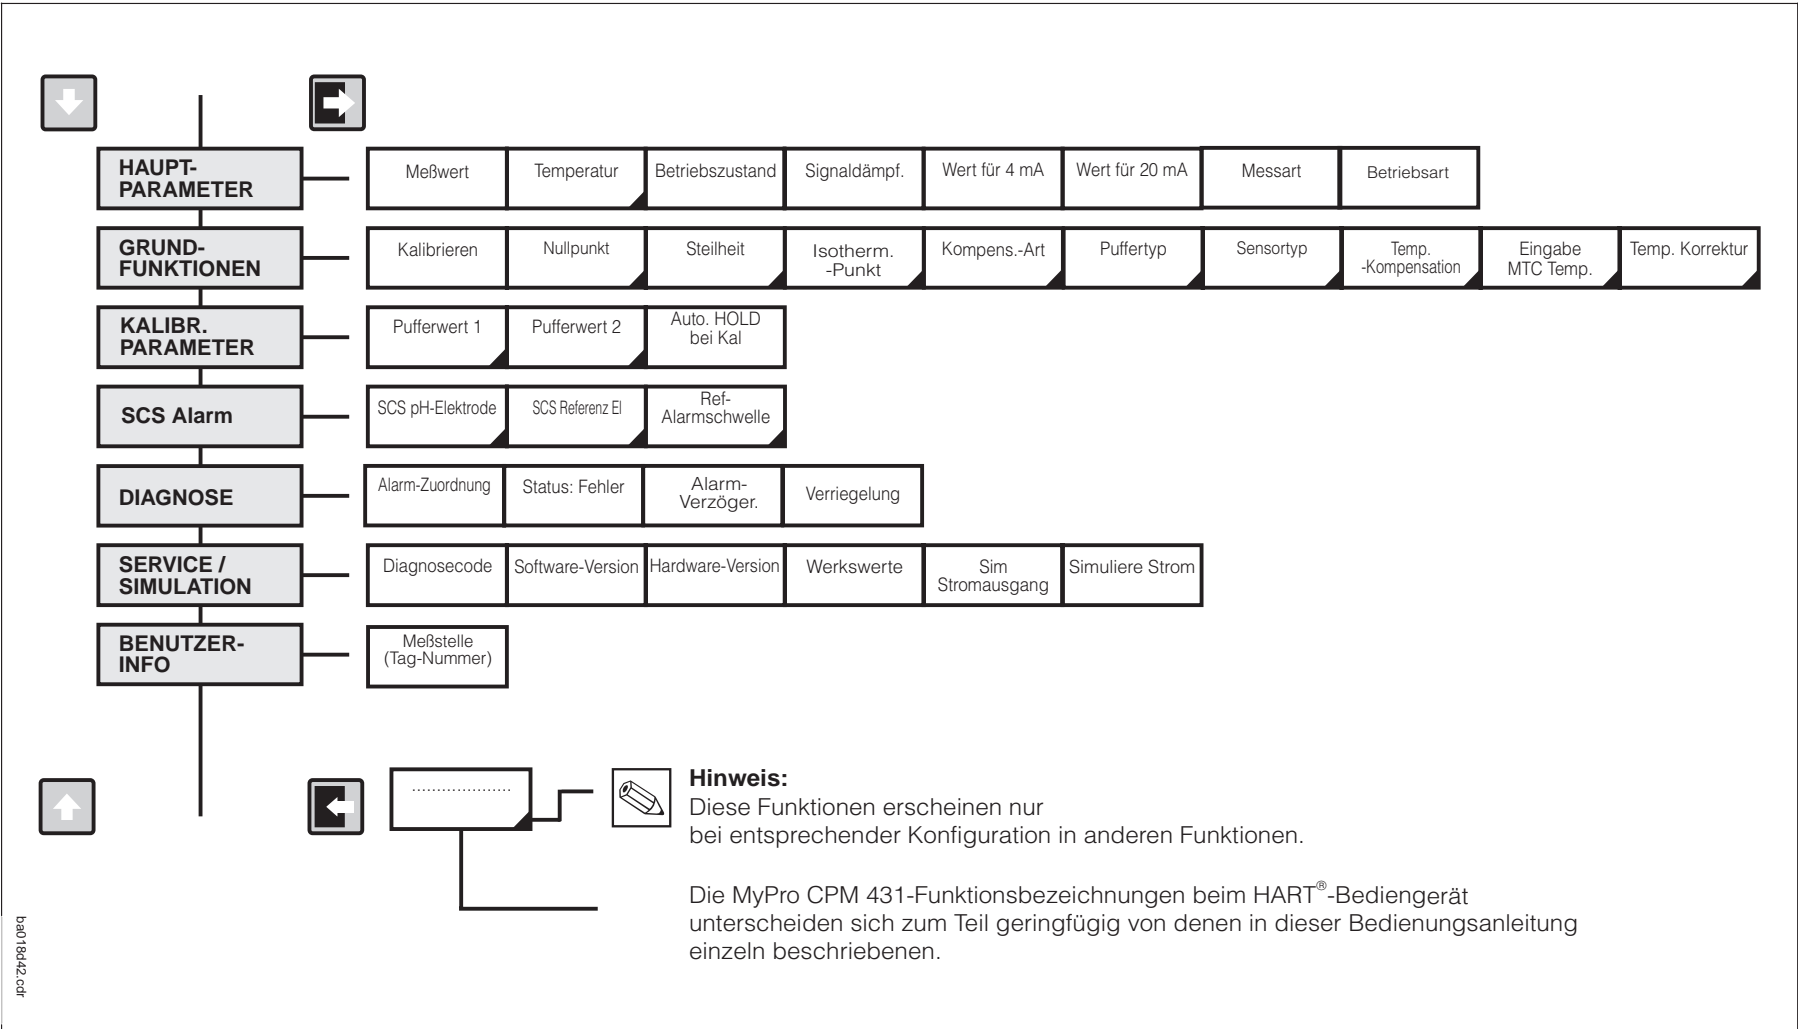 HAUPT-
PARAMETER
Meßwert
Temperatur
Betriebszustand
Signaldämpf.
Wert für 4 mA
Wert für 20 mA
Messart
Betriebsart
GRUND-
FUNKTIONEN
Kalibrieren
Nullpunkt
Steilheit
Isotherm.
-Punkt
Kompens.-Art
Puffertyp
Sensortyp
Temp.
-Kompensation
Eingabe
MTC Temp.
Temp. Korrektur
KALIBR.
PARAMETER
Pufferwert 1
Pufferwert 2
Auto. HOLD
bei Kal
SCS Alarm
SCS pH-Elektrode
SCS Referenz El
Ref-
Alarmschwelle
DIAGNOSE
Alarm-Zuordnung
Status: Fehler
Alarm-
Verzöger.
Verriegelung
SERVICE /
SIMULATION
Diagnosecode
Software-Version
Hardware-Version
Werkswerte
Sim
Stromausgang
Simuliere Strom
BENUTZER-
INFO
Meßstelle
(Tag-Nummer)
....................
Hinweis:
Diese Funktionen erscheinen nur
bei entsprechender Konfiguration in anderen Funktionen.
Die MyPro CPM 431-Funktionsbezeichnungen beim HART®-Bediengerät
unterscheiden sich zum Teil geringfügig von denen in dieser Bedienungsanleitung
einzeln beschriebenen.
ba018d42.cdr